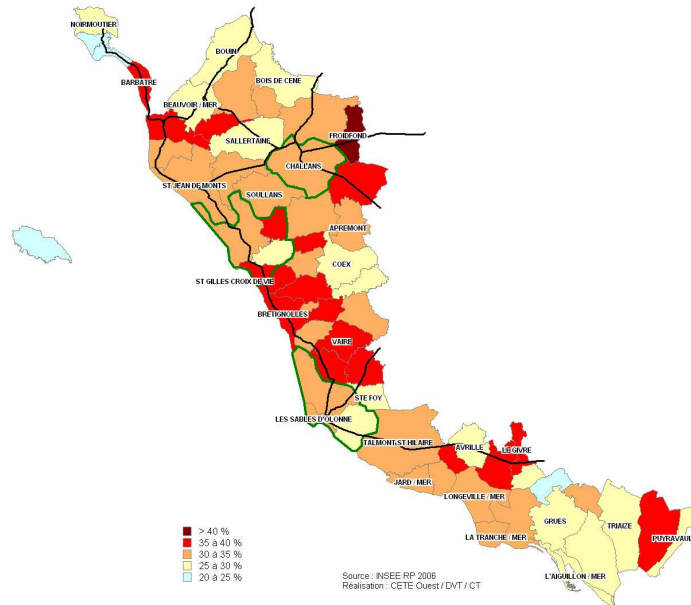 NOIRMOUTIER
BOUIN
BARBATRE
BOIS DE CENE
BEAUVOIR / MER
FROIDFOND
SALLERTAINE
CHALLANS
ST JEAN DE MONTS
SOULLANS
APREMONT
COEX
ST GILLES CROIX DE VIE
BRETIGNOLLES
VAIRE
STE FOY
LES SABLES D'OLONNE
TALMONT ST HILAIRE
AVRILLE
LE GIVRE
JARD / MER
LONGEVILLE / MER
GRUES
TRIAIZE
LA TRANCHE / MER
PUYRAVAUL
L'AIGUILLON / MER
> 40 %
35 à 40 %
30 à 35 %
25 à 30 %
20 à 25 %
Source : INSEE RP 2006
Réalisation : CETE Ouest / DVT / CT